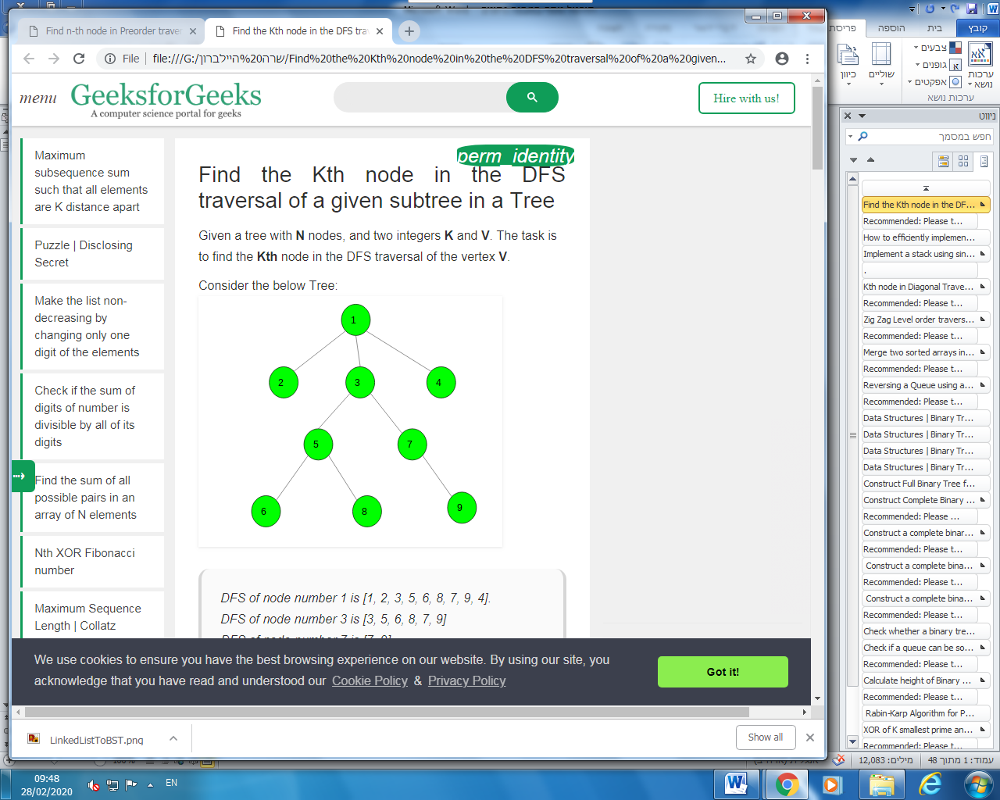 Find n-th node in Preorder traver
Find the Kth node in the DFS trav
File
file:///G:/שרה%20היילברון/Find%20the%20Kth%20node%20in%20the%20DFS%20traversal%20of%20a%20given...
menu
GeeksforGeeks
A computer science portal for geeks
Hire with us!
Maximum
subsequence sum
such that all elements
are K distance apart
Puzzle | Disclosing
Secret
Make the list non-
decreasing by
changing only one
digit of the elements
Check if the sum of
digits of number is
divisible by all of its
digits
Find the sum of all
possible pairs in an
array of N elements
Nth XOR Fibonacci
number
Maximum Sequence
Length | Collatz
perm_identity
Find the Kth node in the DFS
traversal of a given subtree in a Tree
Given a tree with N nodes, and two integers K and V. The task is
to find the Kth node in the DFS traversal of the vertex V.
Consider the below Tree:
1
2
3
4
5
7
6
8
9
DFS of node number 1 is [1, 2, 3, 5, 6, 8, 7, 9, 4].
DFS of node number 3 is [3, 5, 6, 8, 7, 9]
We use cookies to ensure you have the best browsing experience on our website. By using our site, you
acknowledge that you have read and understood our Cookie Policy & Privacy Policy
Got it!
LinkedListToBST.png
Show all
קובץ
בית
הוספה
פריסת
ערכות נושא
צבעים
גופנים
אפקטים
שוליים
כיוון
ערכות נושא
ניווט
חפש במסמך
Find the Kth node in the DF...
Recommended: Please t...
How to efficiently implemen...
Implement a stack using sin...
.
Kth node in Diagonal Trave...
Recommended: Please t...
Zig Zag Level order travers...
Recommended: Please t...
Merge two sorted arrays in...
Recommended: Please t...
Reversing a Queue using a...
Recommended: Please t...
Data Structures | Binary Tr...
Data Structures | Binary Tr...
Data Structures | Binary Tr...
Data Structures | Binary Tr...
Construct Full Binary Tree f...
Construct Complete Binary ...
Recommended: Please ...
Construct a complete binar...
Recommended: Please t...
Construct a complete bina...
Recommended: Please t...
Construct a complete bina...
Recommended: Please t...
Check whether a binary tre...
Check if a queue can be so...
Recommended: Please t...
Calculate height of Binary ...
Recommended: Please t...
Rabin-Karp Algorithm for P...
XOR of K smallest prime an...
Recommended: Please t...
עמוד: 1 מתוך 48
מילים: 12,083
09:48
28/02/2020
EN